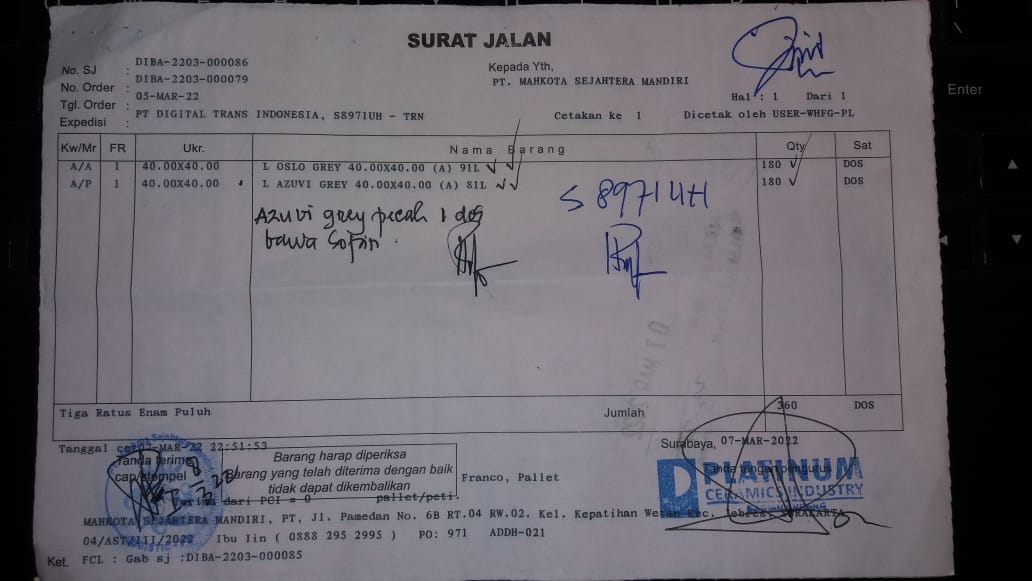 SURAT JALAN
No. SJ : DIBA-2203-000086
No. Order : DIBA-2203-000079
Tgl. Order : 05-MAR-22
Expedisi : PT DIGITAL TRANS INDONESIA, S8971UH - TRN
Kepada Yth,
PT. MAHKOTA SEJAHTERA MANDIRI
Hal : 1 Dari 1
Cetakan ke 1 Dicetak oleh USER-WHFG-PL
Kw/Mr FR Ukr. Nama Barang Qty Sat
A/A 1 40.00X40.00 L OSLO GREY 40.00X40.00 (A) 91L 180 DOS
A/P 1 40.00X40.00 L AZUVI GREY 40.00X40.00 (A) 81L 180 DOS
Azuvi grey pecah 1 dos
bawa Sopir.
S 8971 UH
Tiga Ratus Enam Puluh Jumlah 360 DOS
Tanggal 22:51:53
Tanda terima
cap/stempel
Barang harap diperiksa
Barang yang telah diterima dengan baik
tidak dapat dikembalikan
Franco, Pallet
Surabaya, 07-MAR-2022
Tanda tangan pengurus
PLATINUM
CERAMICS INDUSTRY
dari PCI = 0 pallet/peti.
MAHKOTA SEJAHTERA MANDIRI, PT, Jl. Pamedan No. 6B RT.04 RW.02. Kel. Kepatihan Wetan Kec. Jebres, SURAKARTA
04/AST/III/2022 Ibu Iin ( 0888 295 2995 ) PO: 971 ADDH-021
Ket. FCL : Gab sj :DIBA-2203-000085
Enter